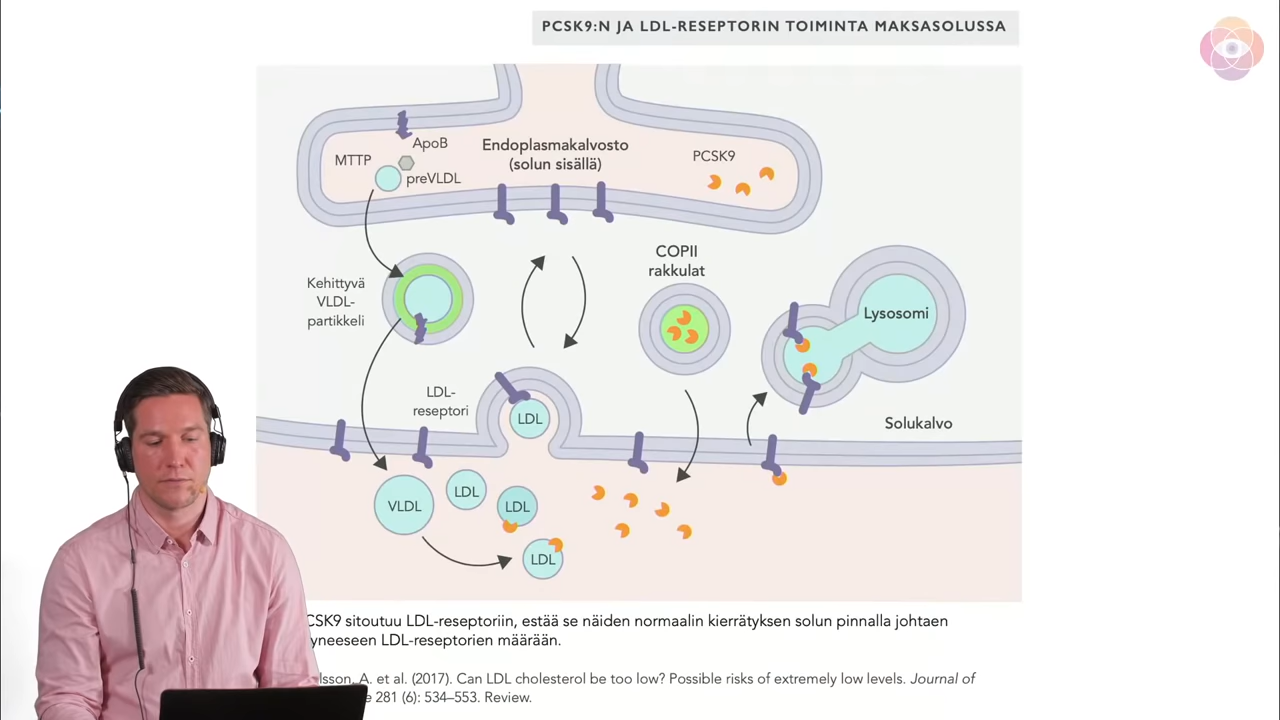 PCSK9:N JA LDL-RESEPTORIN TOIMINTA MAKSASOLUSSA
ApoB
MTTP
preVLDL
Endoplasmakalvosto
(solun sisällä)
PCSK9
COPII
rakkulat
Kehittyvä
VLDL-
partikkeli
Lysosomi
LDL-
reseptori
LDL
Solukalvo
VLDL
LDL
LDL
LDL
sitoutuu LDL-reseptoriin, estää se näiden normaalin kierrätyksen solun pinnalla johtaen
LDL-reseptorien määrään.
A. et al. (2017). Can LDL cholesterol be too low? Possible risks of extremely low levels. Journal of
281 (6): 534–553. Review.